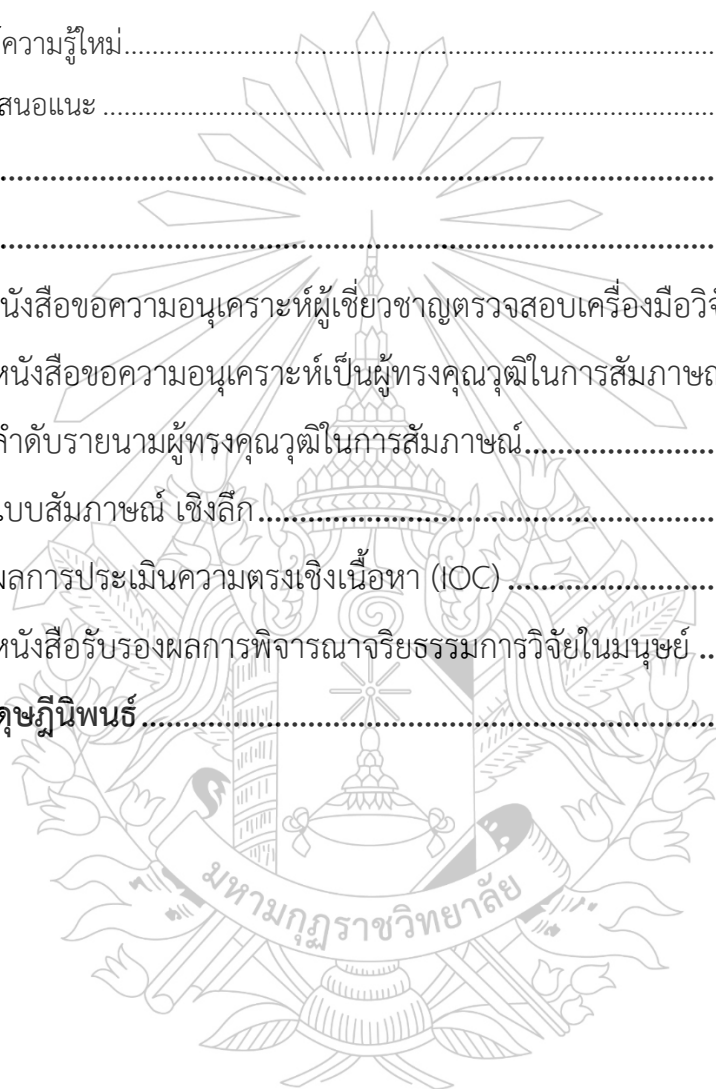 ความรู้ใหม่................................................................
สนอแนะ................................................................
................................................................
................................................................
นังสือขอความอนุเคราะห์ผู้เชี่ยวชาญตรวจสอบเครื่องมือวิจั
หนังสือขอความอนุเคราะห์เป็นผู้ทรงคุณวุฒิในการสัมภาษณ
ลำดับรายนามผู้ทรงคุณวุฒิในการสัมภาษณ์....................
แบบสัมภาษณ์ เชิงลึก................................................
ผลการประเมินความตรงเชิงเนื้อหา (IOC) ....................
หนังสือรับรองผลการพิจารณาจริยธรรมการวิจัยในมนุษย์ ..
ดุษฎีนิพนธ์................................................................
มหามกุฏราชวิทยาลัย